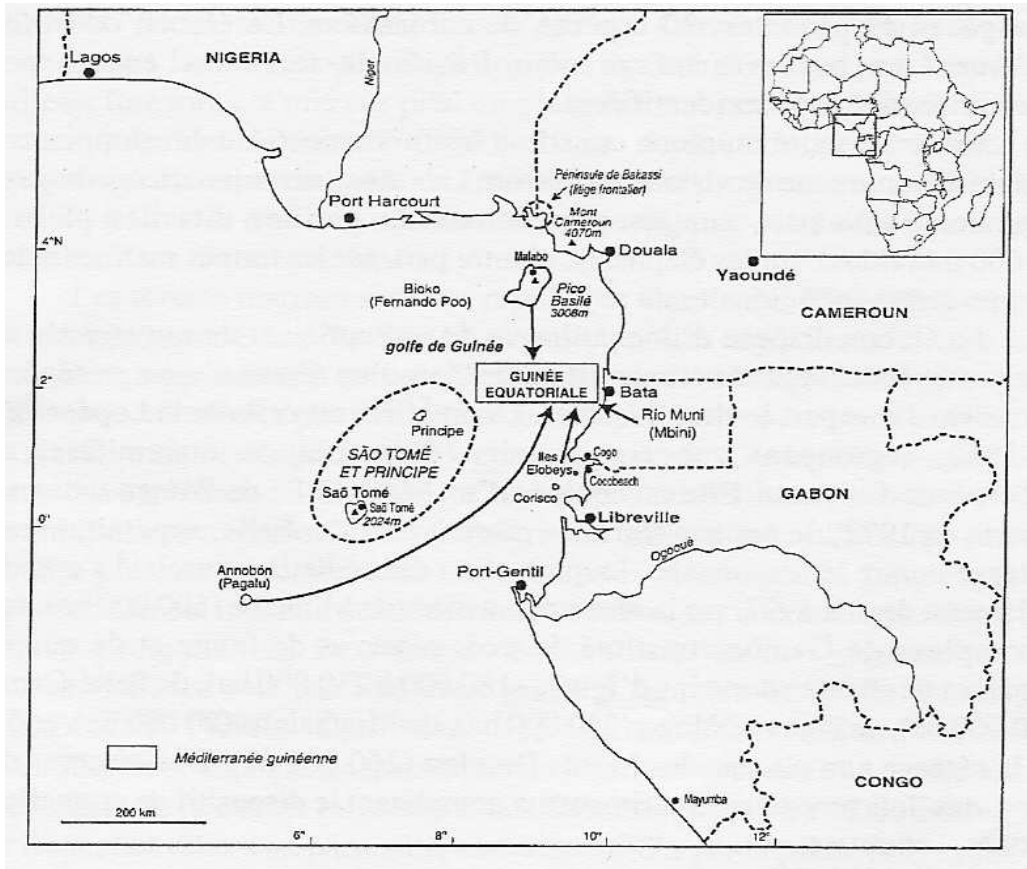 Lagos
NIGERIA
Niger
Port Harcourt
Péninsule de Bakassi
(litige frontalier)
Mont
Cameroun
4070m
4°N
Douala
Yaoundé
Malabo
Bioko
(Fernando Poo)
Pico
Basilé
3008m
CAMEROUN
golfe de Guinée
GUINÉE
EQUATORIALE
2°
Bata
Río Muni
(Mbini)
Principe
SÃO TOMÉ
ET PRINCIPE
Iles
Elobeys
Cogo
Cocobeach
GABON
Saõ Tomé
Saõ Tomé
2024m
Corisco
0°
Libreville
Ogooué
Annobón
(Pagalu)
Port-Gentil
Méditerranée guinéenne
CONGO
Mayumba
200 km
6°
8°
10°
12°